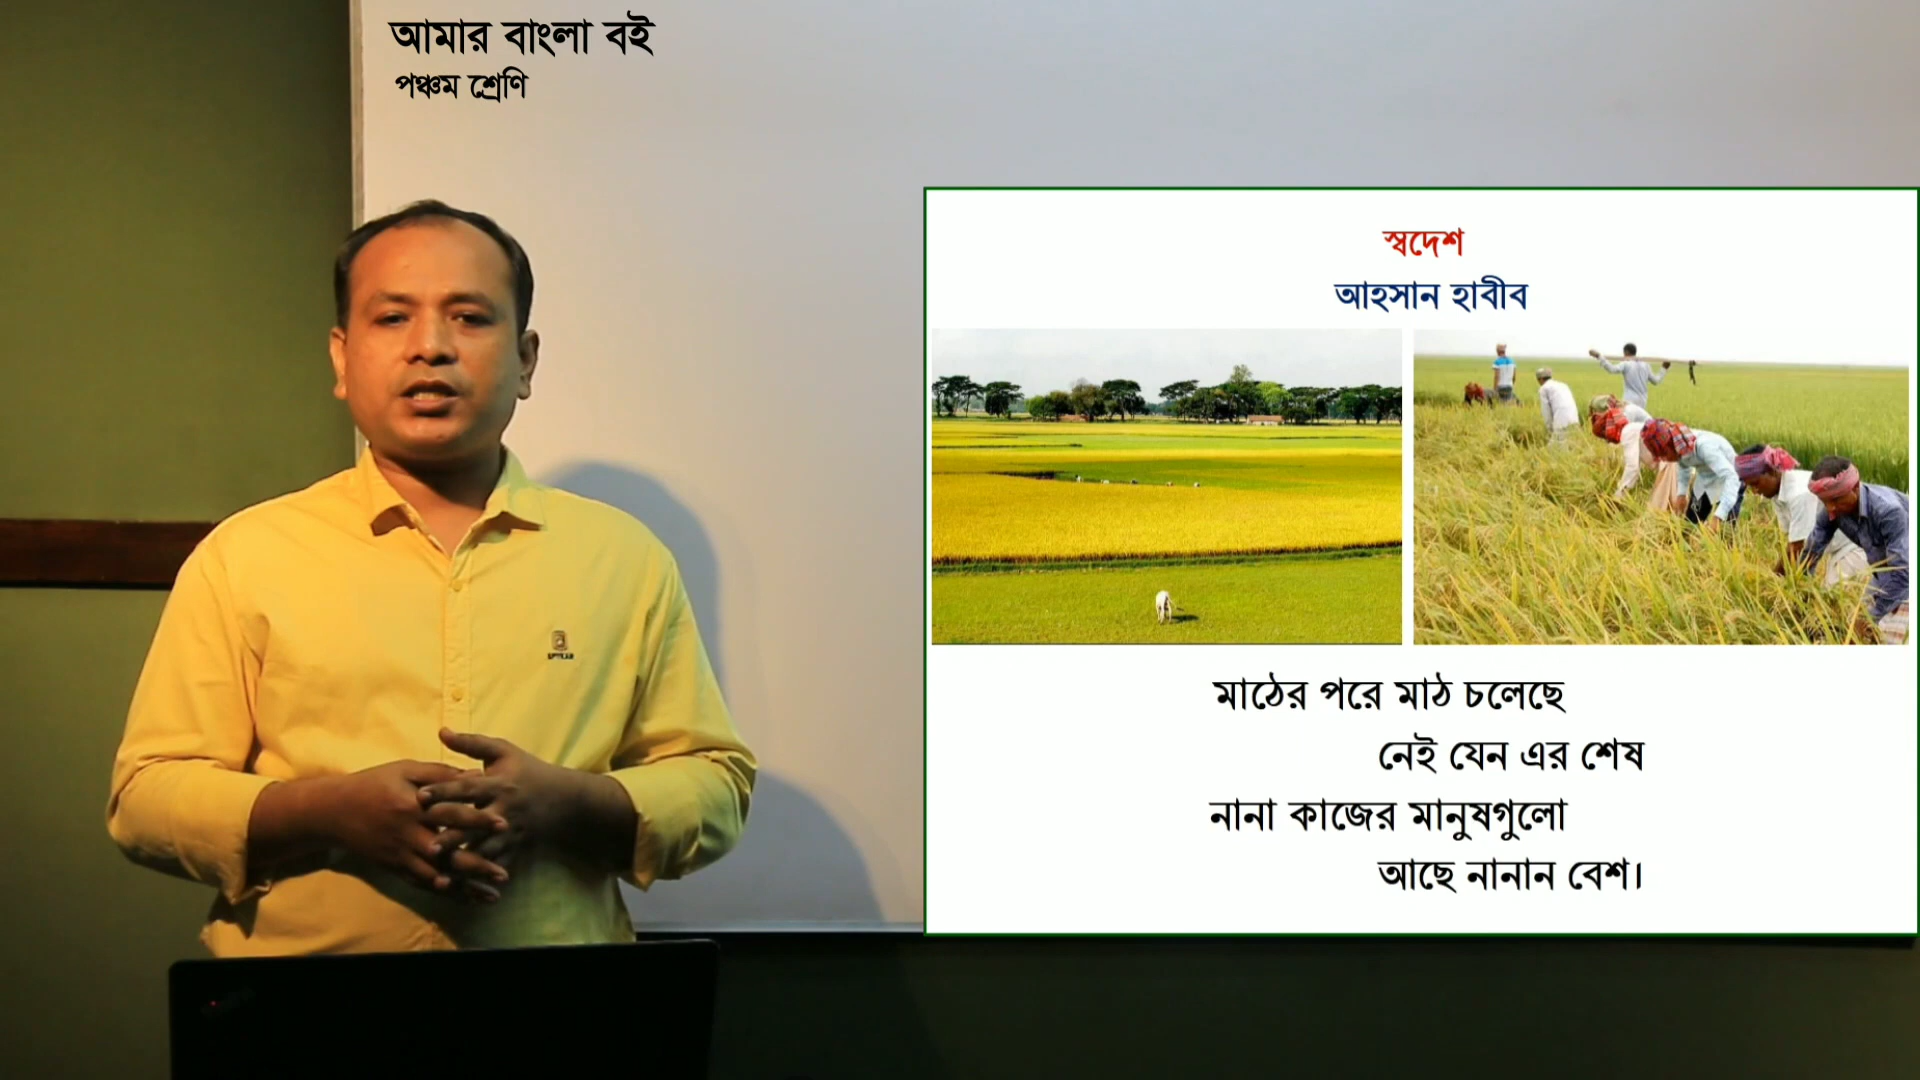 আমার বাংলা বই
পঞ্চম শ্রেণি
স্বদেশ
আহসান হাবীব
মাঠের পরে মাঠ চলেছে
নেই যেন এর শেষ
নানা কাজের মানুষগুলো
আছে নানান বেশ।